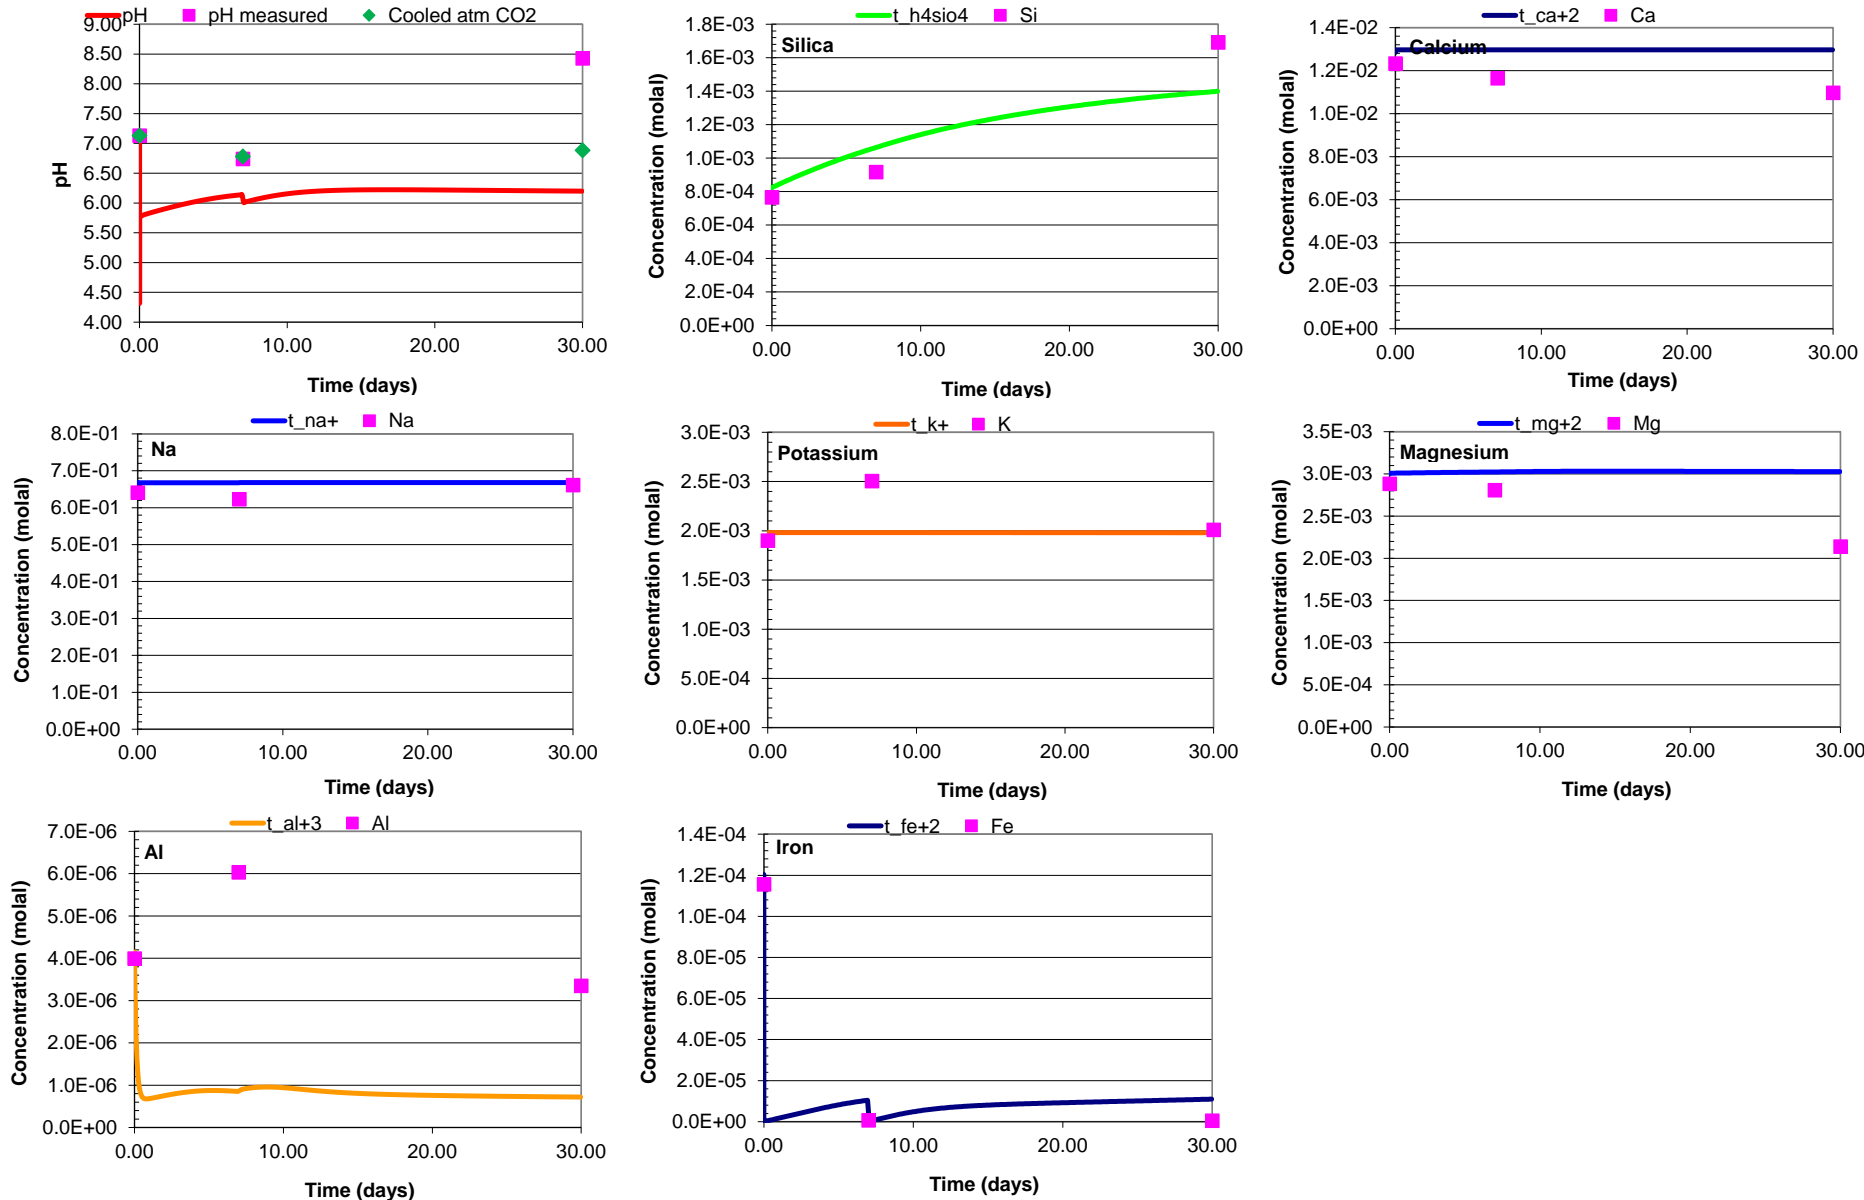 pH pH measured Cooled atm CO2
9.00
8.50
8.00
7.50
7.00
6.50
6.00
5.50
5.00
4.50
4.00
pH
0.00 10.00 20.00 30.00
Time (days)
t_h4sio4 Si
Silica
1.8E-03
1.6E-03
1.4E-03
1.2E-03
1.0E-03
8.0E-04
6.0E-04
4.0E-04
2.0E-04
0.0E+00
Concentration (molal)
0.00 10.00 20.00 30.00
Time (days)
t_ca+2 Ca
Calcium
1.4E-02
1.2E-02
1.0E-02
8.0E-03
6.0E-03
4.0E-03
2.0E-03
0.0E+00
Concentration (molal)
0.00 10.00 20.00 30.00
Time (days)
t_na+ Na
Na
8.0E-01
7.0E-01
6.0E-01
5.0E-01
4.0E-01
3.0E-01
2.0E-01
1.0E-01
0.0E+00
Concentration (molal)
0.00 10.00 20.00 30.00
Time (days)
t_k+ K
Potassium
3.0E-03
2.5E-03
2.0E-03
1.5E-03
1.0E-03
5.0E-04
0.0E+00
Concentration (molal)
0.00 10.00 20.00 30.00
Time (days)
t_mg+2 Mg
Magnesium
3.5E-03
3.0E-03
2.5E-03
2.0E-03
1.5E-03
1.0E-03
5.0E-04
0.0E+00
Concentration (molal)
0.00 10.00 20.00 30.00
Time (days)
t_al+3 Al
Al
7.0E-06
6.0E-06
5.0E-06
4.0E-06
3.0E-06
2.0E-06
1.0E-06
0.0E+00
Concentration (molal)
0.00 10.00 20.00 30.00
Time (days)
t_fe+2 Fe
Iron
1.4E-04
1.2E-04
1.0E-04
8.0E-05
6.0E-05
4.0E-05
2.0E-05
0.0E+00
Concentration (molal)
0.00 10.00 20.00 30.00
Time (days)